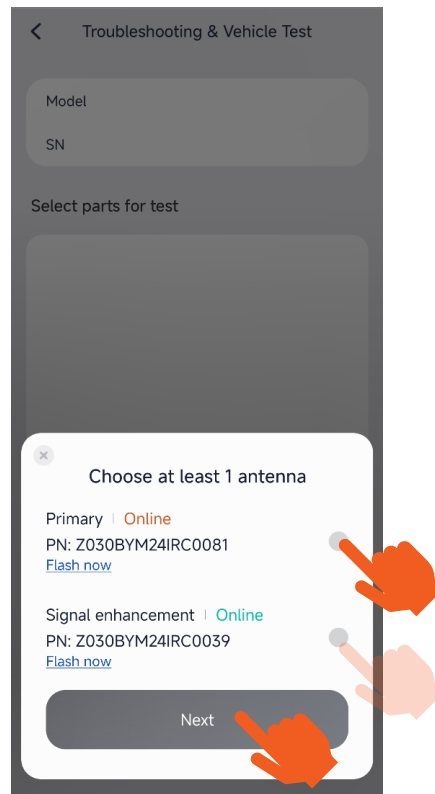 Troubleshooting & Vehicle Test
Model
SN
Select parts for test
Choose at least 1 antenna
Primary | Online
PN: Z030BYM24IRC0081
Flash now
Signal enhancement | Online
PN: Z030BYM24IRC0039
Flash now
Next